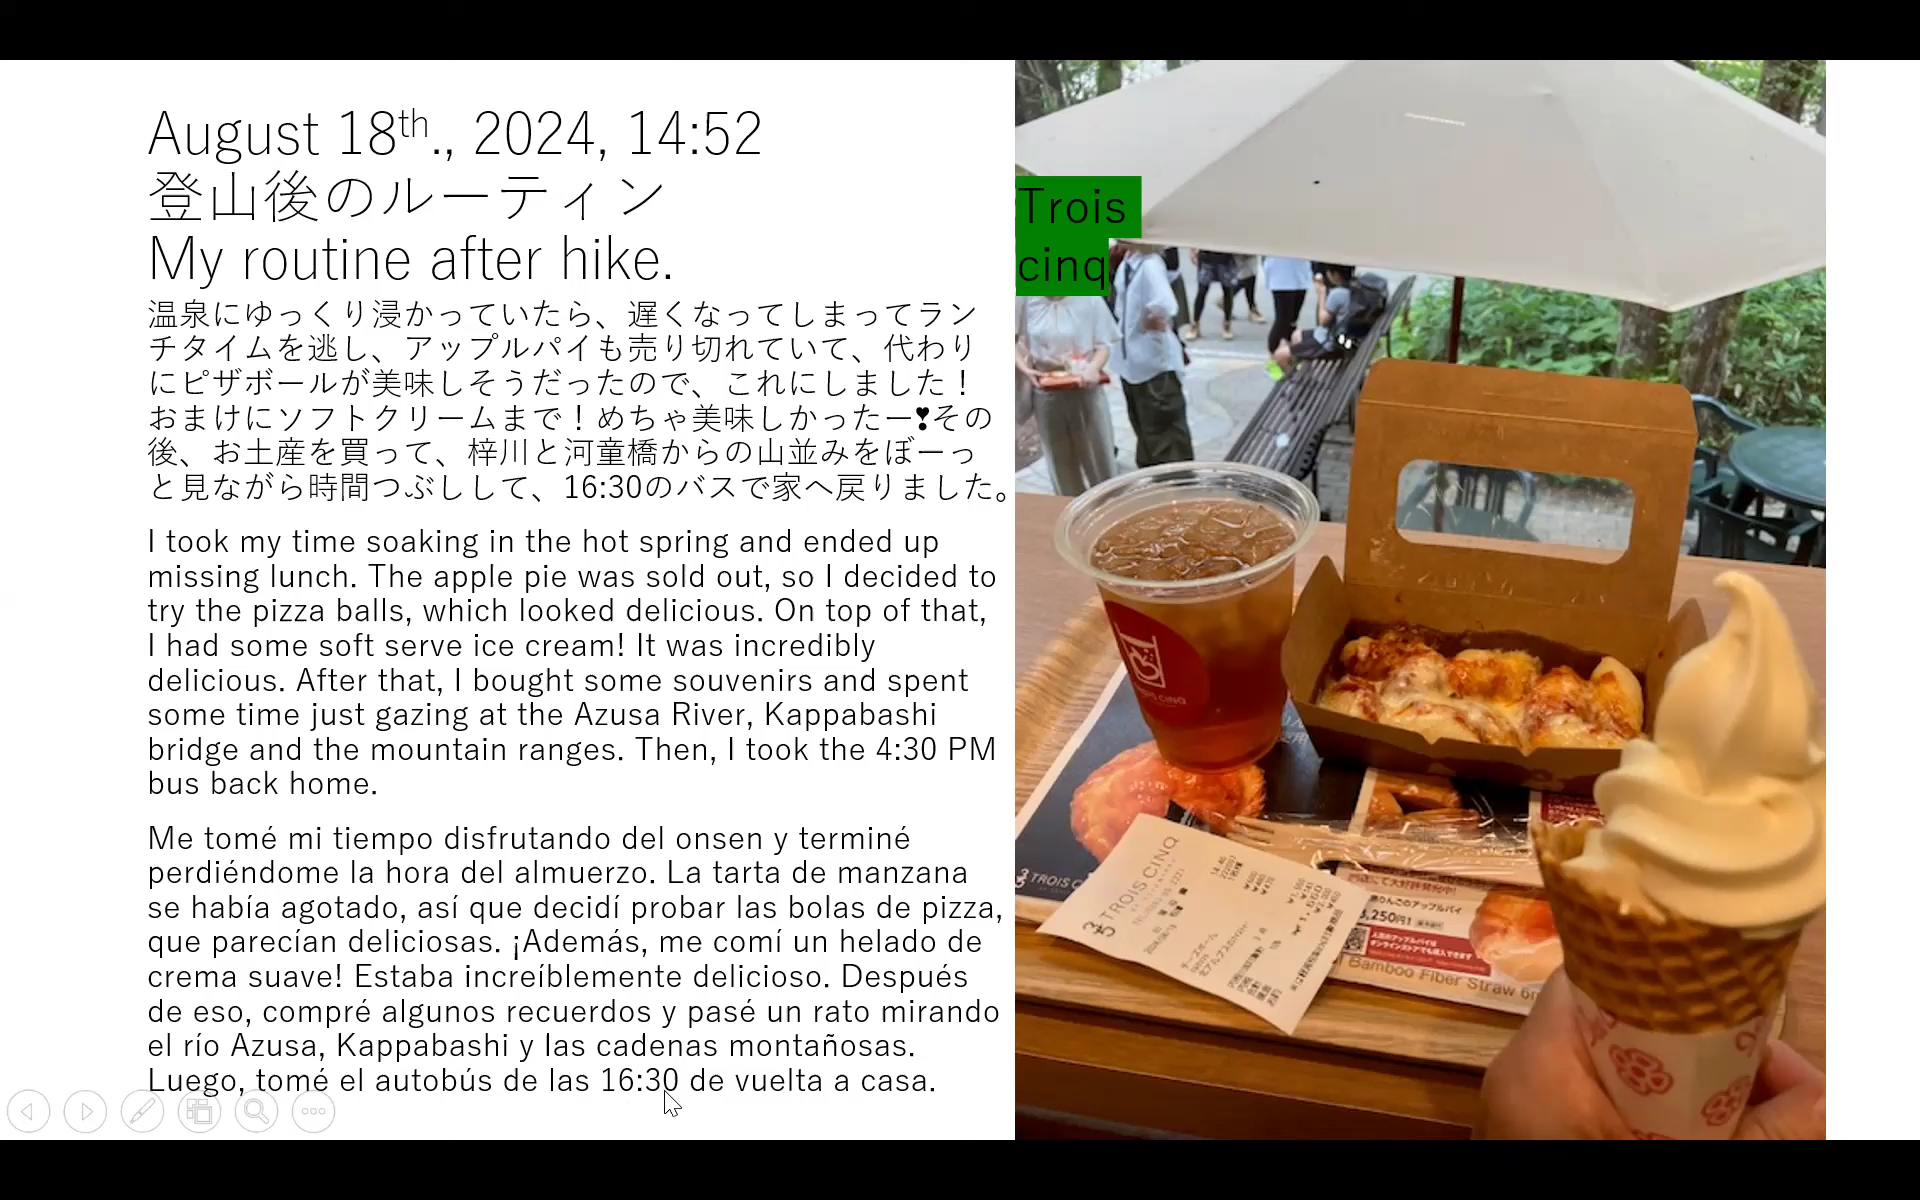 August 18th., 2024, 14:52
登山後のルーティン
My routine after hike.
温泉にゆっくり浸かっていたら、遅くなってしまってラン
チタイムを逃し、アップルパイも売り切れていて、代わり
にピザボールが美味しそうだったので、これにしました！
おまけにソフトクリームまで！めちゃ美味しかったー❣その
後、お土産を買って、梓川と河童橋からの山並みをぼーっ
と見ながら時間つぶしして、16:30のバスで家へ戻りました。
I took my time soaking in the hot spring and ended up
missing lunch. The apple pie was sold out, so I decided to
try the pizza balls, which looked delicious. On top of that,
I had some soft serve ice cream! It was incredibly
delicious. After that, I bought some souvenirs and spent
some time just gazing at the Azusa River, Kappabashi
bridge and the mountain ranges. Then, I took the 4:30 PM
bus back home.
Me tomé mi tiempo disfrutando del onsen y terminé
perdiéndome la hora del almuerzo. La tarta de manzana
se había agotado, así que decidí probar las bolas de pizza,
que parecían deliciosas. ¡Además, me comí un helado de
crema suave! Estaba increíblemente delicioso. Después
de eso, compré algunos recuerdos y pasé un rato mirando
el río Azusa, Kappabashi y las cadenas montañosas.
Luego, tomé el autobús de las 16:30 de vuelta a casa.
Trois
cinq
TROIS CINQ
りんごのアップルパイ
Bamboo Fiber Straw